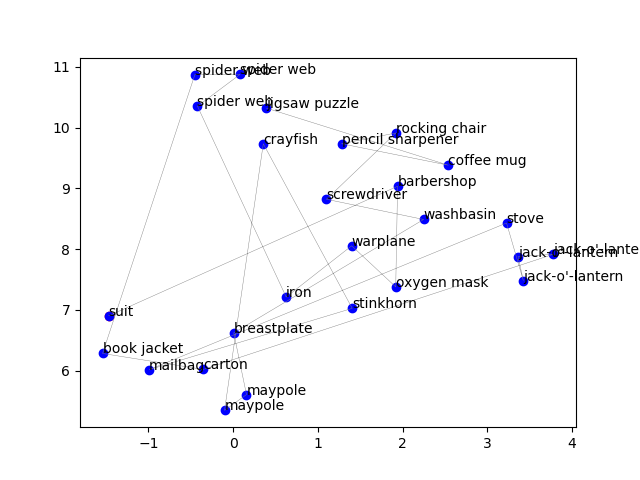 11
spider web
spider web
spider web
jigsaw puzzle
10
rocking chair
crayfish
pencil sharpener
coffee mug
9
barbershop
screwdriver
washbasin
stove
8
warplane
jack-o'-lantern
jack-o'-lante
jack-o'-lantern
oxygen mask
iron
stinkhorn
7
suit
breastplate
book jacket
6
mailbag
carton
maypole
maypole
−1
0
1
2
3
4